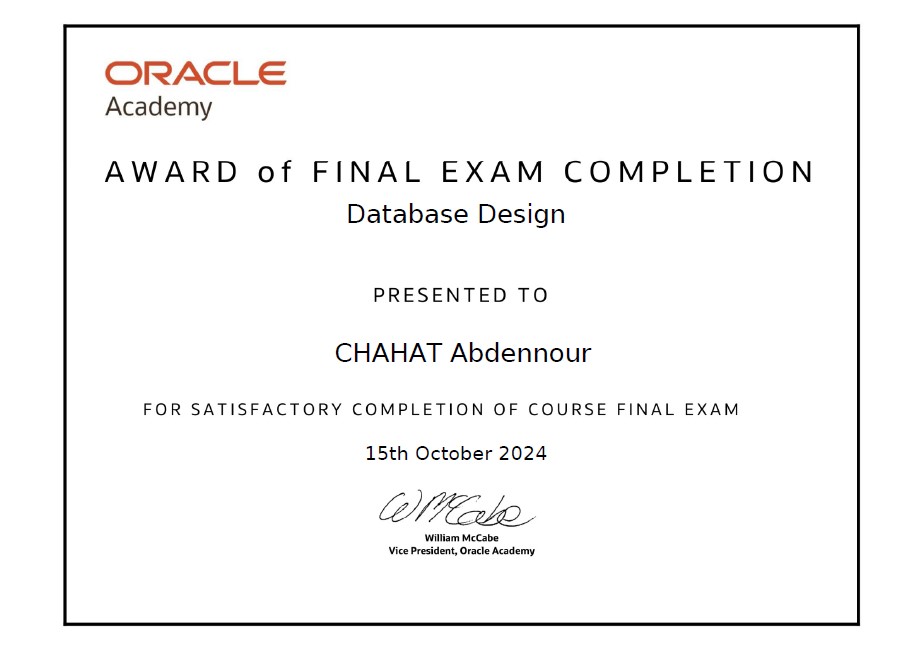 ORACLE
Academy
AWARD of FINAL EXAM COMPLETION
Database Design
PRESENTED TO
CHAHAT Abdennour
FOR SATISFACTORY COMPLETION OF COURSE FINAL EXAM
15th October 2024
W McCabe
William McCabe
Vice President, Oracle Academy